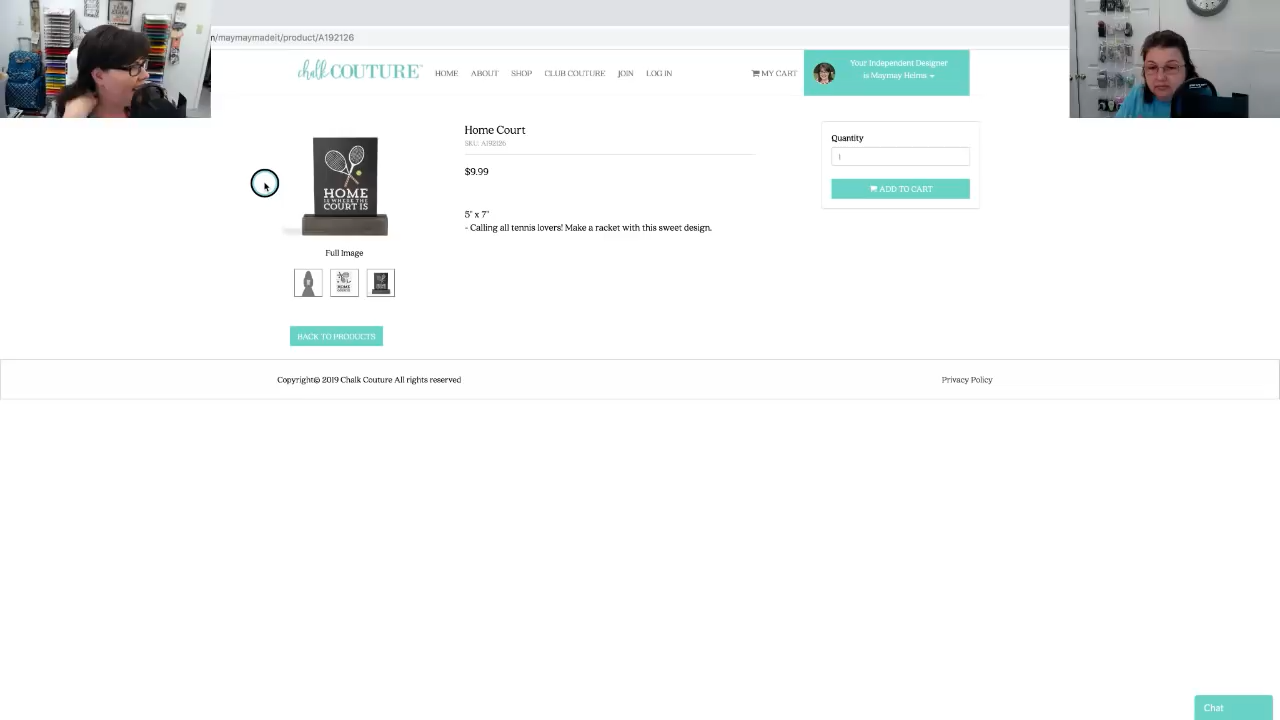 n/maymaymadeit/product/A192126
chalk COUTURE™
HOME
ABOUT
SHOP
CLUB COUTURE
JOIN
LOG IN
MY CART
Your Independent Designer
is Maymay Helms
Home Court
SKU: A192126
$9.99
5" x 7"
- Calling all tennis lovers! Make a racket with this sweet design.
Quantity
1
ADD TO CART
HOME
IS WHERE THE
COURT IS
Full Image
BACK TO PRODUCTS
Copyright© 2019 Chalk Couture All rights reserved
Privacy Policy
Chat